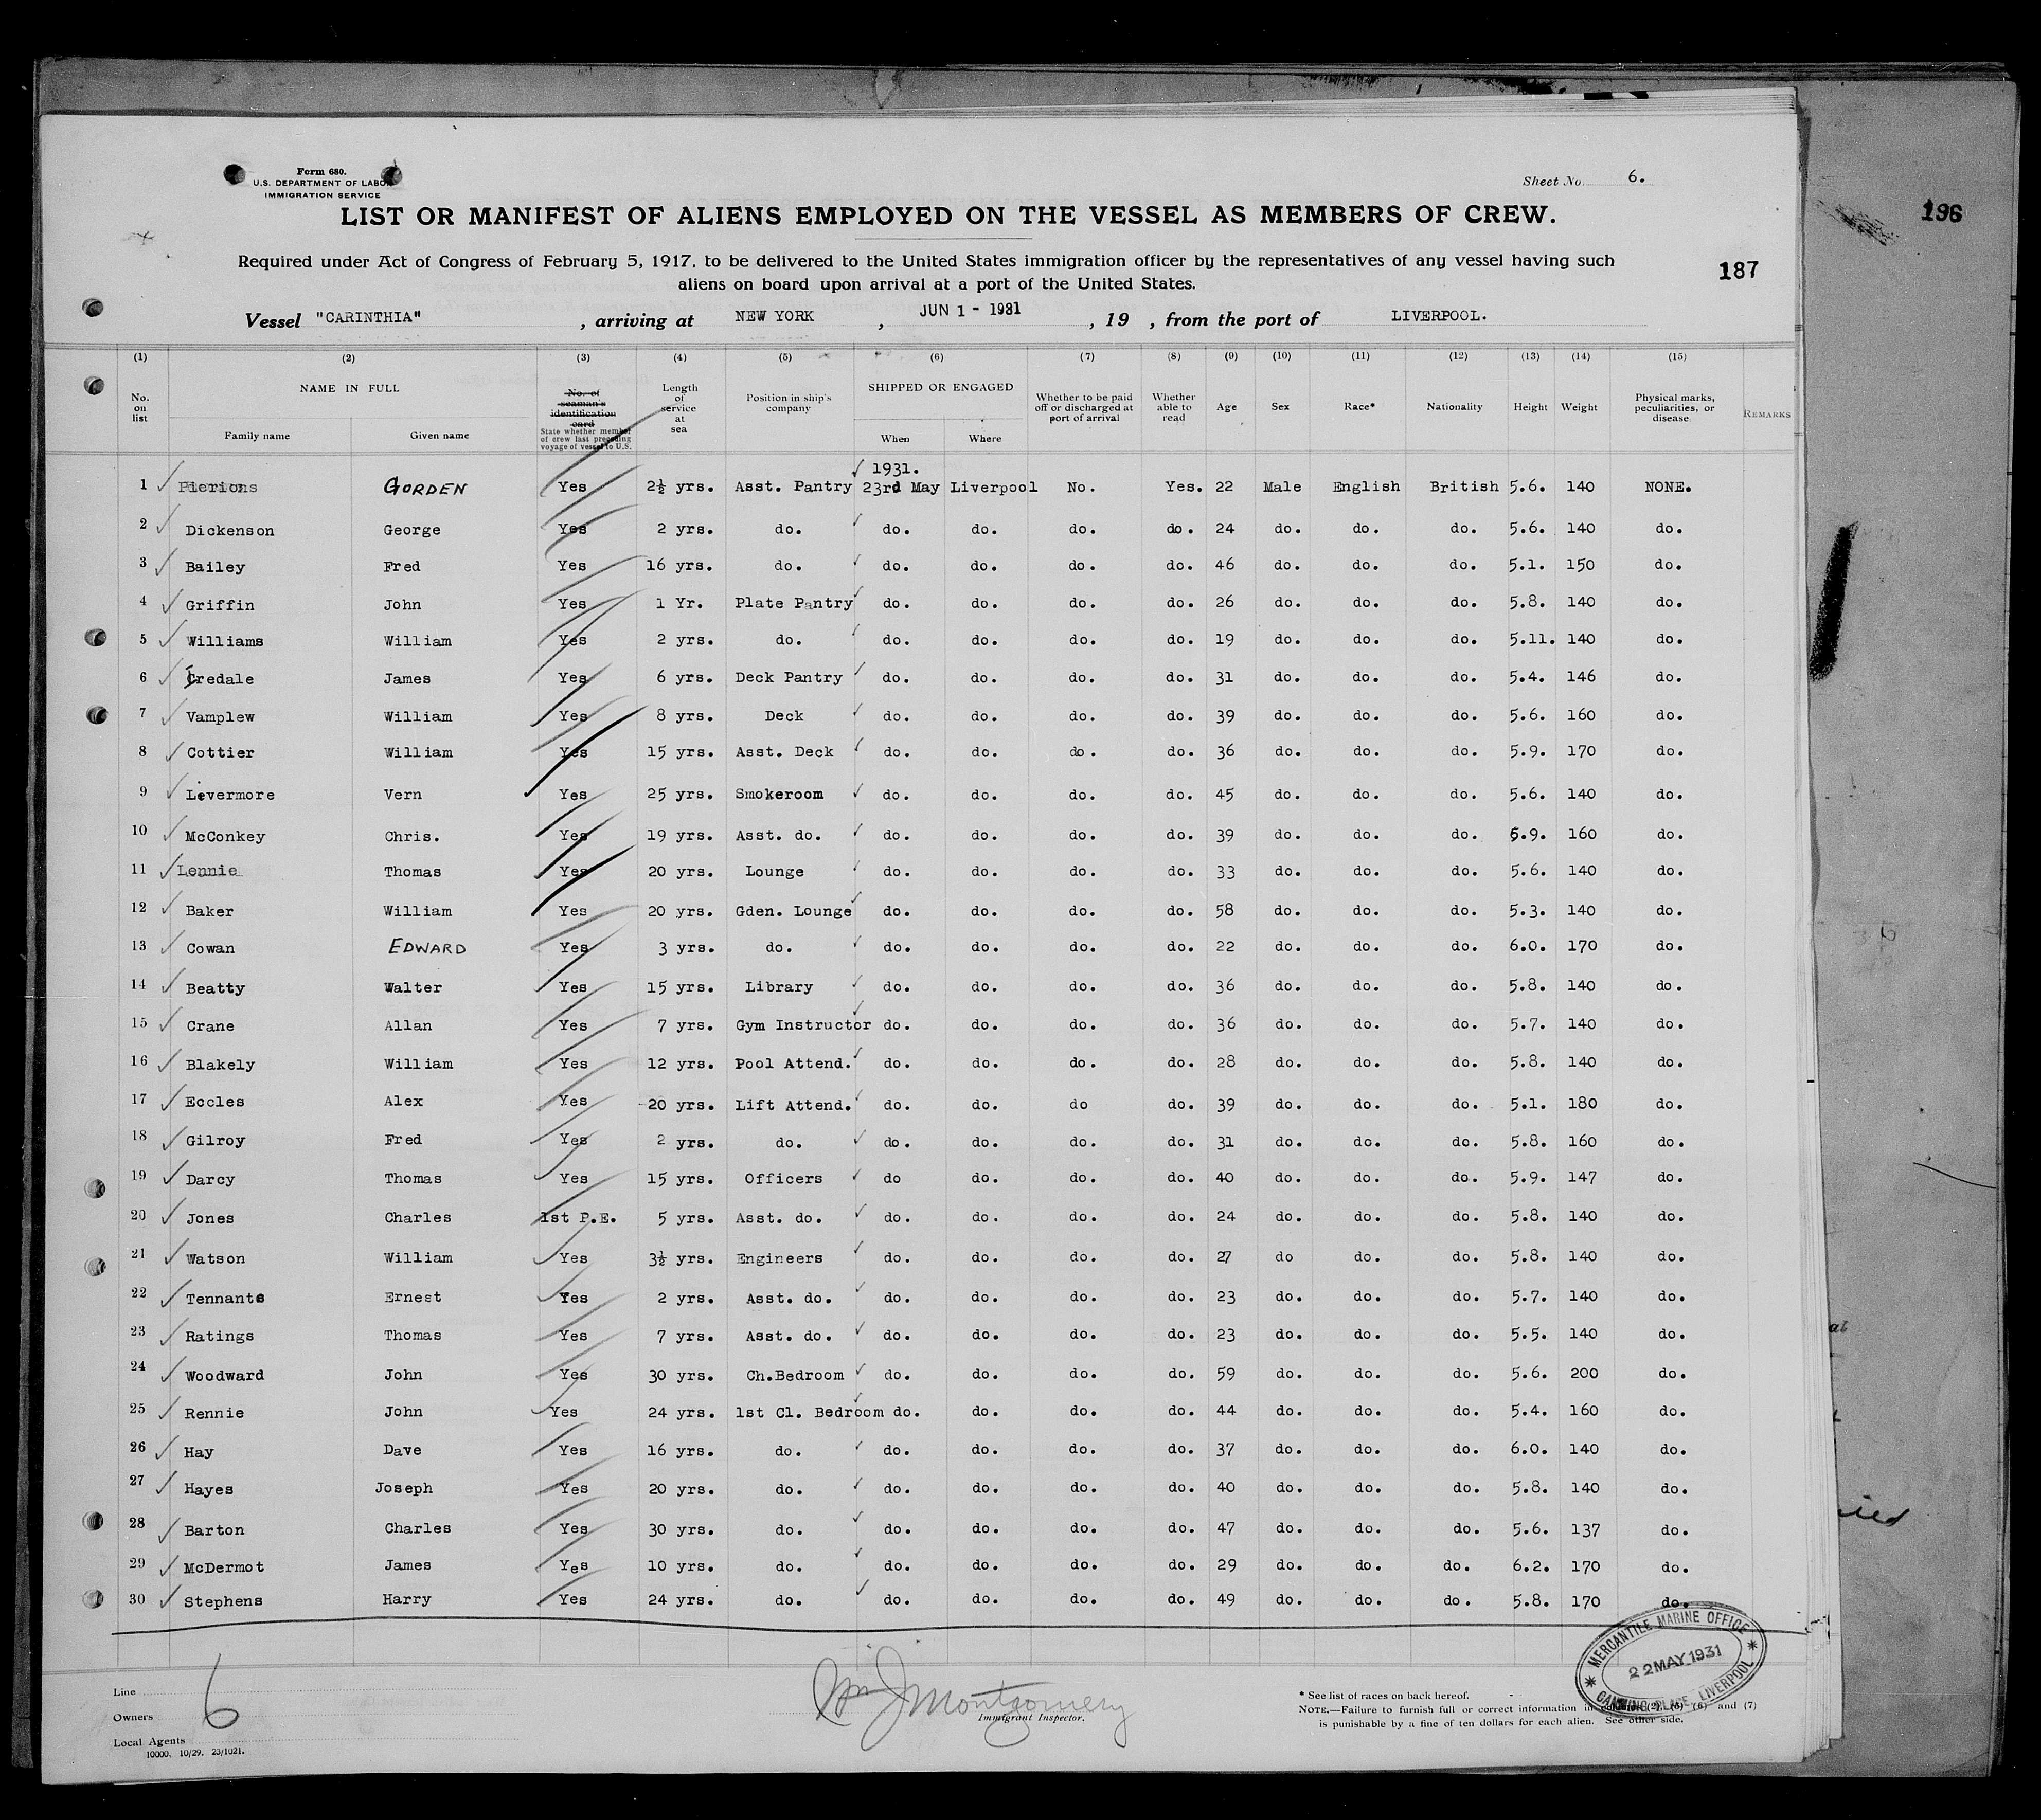 Form 680.
U.S. DEPARTMENT OF LABOR
IMMIGRATION SERVICE
Sheet No. 6.
LIST OR MANIFEST OF ALIENS EMPLOYED ON THE VESSEL AS MEMBERS OF CREW.
196
Required under Act of Congress of February 5, 1917, to be delivered to the United States immigration officer by the representatives of any vessel having such
aliens on board upon arrival at a port of the United States.
187
Vessel "CARINTHIA", arriving at NEW YORK, JUN 1 - 1931, 19 , from the port of LIVERPOOL.
(1) (2) (3) (4) (5) (6) (7) (8) (9) (10) (11) (12) (13) (14) (15)
No. on list NAME IN FULL Family name Given name No. of seaman's identification card State whether member of crew last preceding voyage of vessel to U.S. Length of service at sea Position in ship's company SHIPPED OR ENGAGED When Where Whether to be paid off or discharged at port of arrival Whether able to read Age Sex Race* Nationality Height Weight Physical marks, peculiarities, or disease REMARKS
1931.
1 Pierions GORDEN Yes 2½ yrs. Asst. Pantry 23rd May Liverpool No. Yes. 22 Male English British 5.6. 140 NONE.
2 Dickenson George Yes 2 yrs. do. do. do. do. do. 24 do. do. do. 5.6. 140 do.
3 Bailey Fred Yes 16 yrs. do. do. do. do. do. 46 do. do. do. 5.1. 150 do.
4 Griffin John Yes 1 Yr. Plate Pantry do. do. do. do. 26 do. do. do. 5.8. 140 do.
5 Williams William Yes 2 yrs. do. do. do. do. do. 19 do. do. do. 5.11. 140 do.
6 Credale James Yes 6 yrs. Deck Pantry do. do. do. do. 31 do. do. do. 5.4. 146 do.
7 Vamplew William Yes 8 yrs. Deck do. do. do. do. 39 do. do. do. 5.6. 160 do.
8 Cottier William Yes 15 yrs. Asst. Deck do. do. do. do. 36 do. do. do. 5.9. 170 do.
9 Livermore Vern Yes 25 yrs. Smokeroom do. do. do. do. 45 do. do. do. 5.6. 140 do.
10 McConkey Chris. Yes 19 yrs. Asst. do. do. do. do. do. 39 do. do. do. 5.9. 160 do.
11 Lennie Thomas Yes 20 yrs. Lounge do. do. do. do. 33 do. do. do. 5.6. 140 do.
12 Baker William Yes 20 yrs. Gden. Lounge do. do. do. do. 58 do. do. do. 5.3. 140 do.
13 Cowan EDWARD Yes 3 yrs. do. do. do. do. do. 22 do. do. do. 6.0. 170 do.
14 Beatty Walter Yes 15 yrs. Library do. do. do. do. 36 do. do. do. 5.8. 140 do.
15 Crane Allan Yes 7 yrs. Gym Instructor do. do. do. do. 36 do. do. do. 5.7. 140 do.
16 Blakely William Yes 12 yrs. Pool Attend. do. do. do. do. 28 do. do. do. 5.8. 140 do.
17 Eccles Alex Yes 20 yrs. Lift Attend. do. do. do do. 39 do. do. do. 5.1. 180 do.
18 Gilroy Fred Yes 2 yrs. do. do. do. do. do. 31 do. do. do. 5.8. 160 do.
19 Darcy Thomas Yes 15 yrs. Officers do do. do. do. 40 do. do. do. 5.9. 147 do.
20 Jones Charles 1st P.E. 5 yrs. Asst. do. do. do. do. do. 24 do. do. do. 5.8. 140 do.
21 Watson William Yes 3½ yrs. Engineers do. do. do. do. 27 do do. do. 5.8. 140 do.
22 Tennants Ernest Yes 2 yrs. Asst. do. do. do. do. do. 23 do. do. do. 5.7. 140 do.
23 Ratings Thomas Yes 7 yrs. Asst. do. do. do. do. do. 23 do. do. do. 5.5. 140 do.
24 Woodward John Yes 30 yrs. Ch.Bedroom do. do. do. do. 59 do. do. do. 5.6. 200 do.
25 Rennie John Yes 24 yrs. 1st Cl. Bedroom do. do. do. do. 44 do. do. do. 5.4. 160 do.
26 Hay Dave Yes 16 yrs. do. do. do. do. do. 37 do. do. do. 6.0. 140 do.
27 Hayes Joseph Yes 20 yrs. do. do. do. do. do. 40 do. do. do. 5.8. 140 do.
28 Barton Charles Yes 30 yrs. do. do. do. do. do. 47 do. do. do. 5.6. 137 do.
29 McDermot James Yes 10 yrs. do. do. do. do. do. 29 do. do. do. 6.2. 170 do.
30 Stephens Harry Yes 24 yrs. do. do. do. do. do. 49 do. do. do. 5.8. 170 do.
MERCANTILE MARINE OFFICE
22 MAY 1931
CANNING PLACE, LIVERPOOL
Line
Owners
6
Local Agents
10000. 10/29. 23/1021.
Wm J Montgomery
Immigrant Inspector.
* See list of races on back hereof.
NOTE.—Failure to furnish full or correct information in (2), (5) (6) and (7)
is punishable by a fine of ten dollars for each alien. See other side.